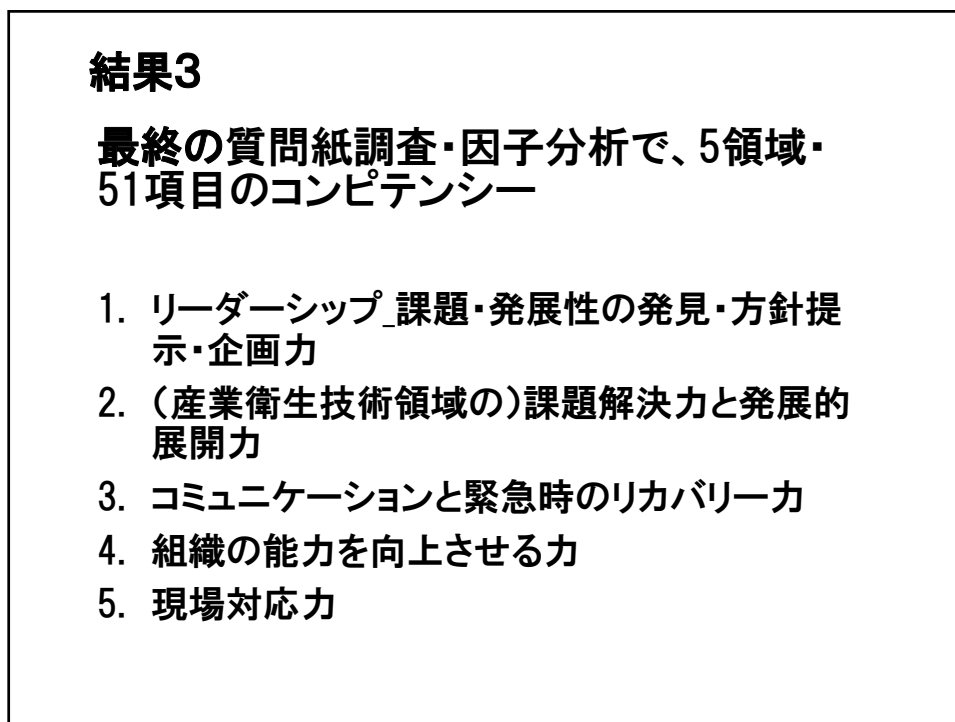 結果３
最終の質問紙調査・因子分析で、5領域・
51項目のコンピテンシー
1. リーダーシップ_課題・発展性の発見・方針提
示・企画力
2. （産業衛生技術領域の）課題解決力と発展的
展開力
3. コミュニケーションと緊急時のリカバリー力
4. 組織の能力を向上させる力
5. 現場対応力